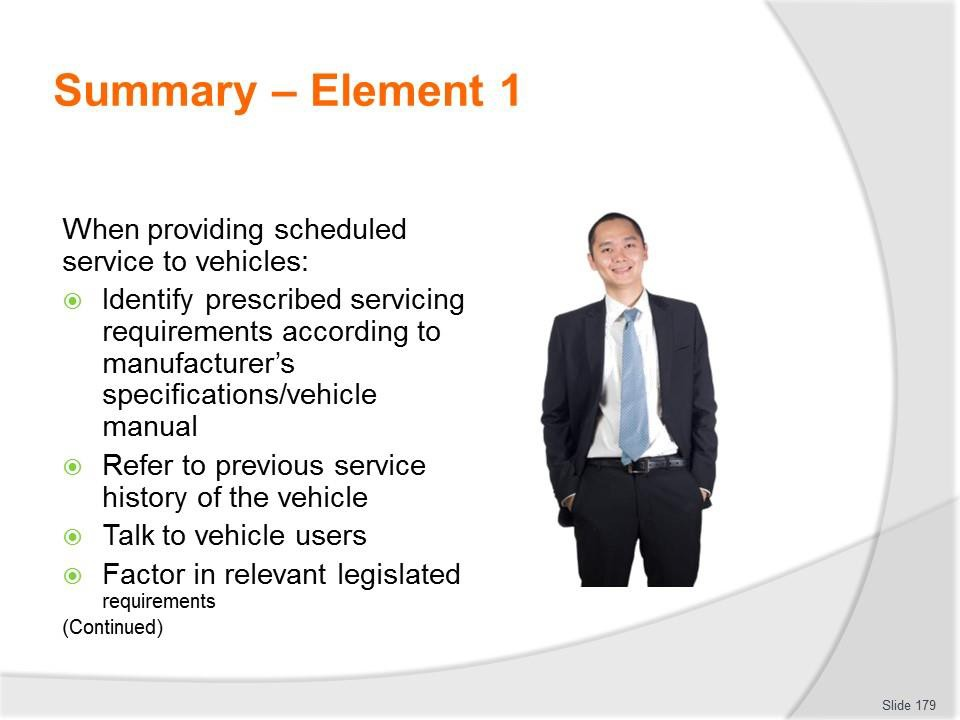 Summary – Element 1
When providing scheduled
service to vehicles:
Identify prescribed servicing
requirements according to
manufacturer’s
specifications/vehicle
manual
Refer to previous service
history of the vehicle
Talk to vehicle users
Factor in relevant legislated
requirements
(Continued)
Slide 179